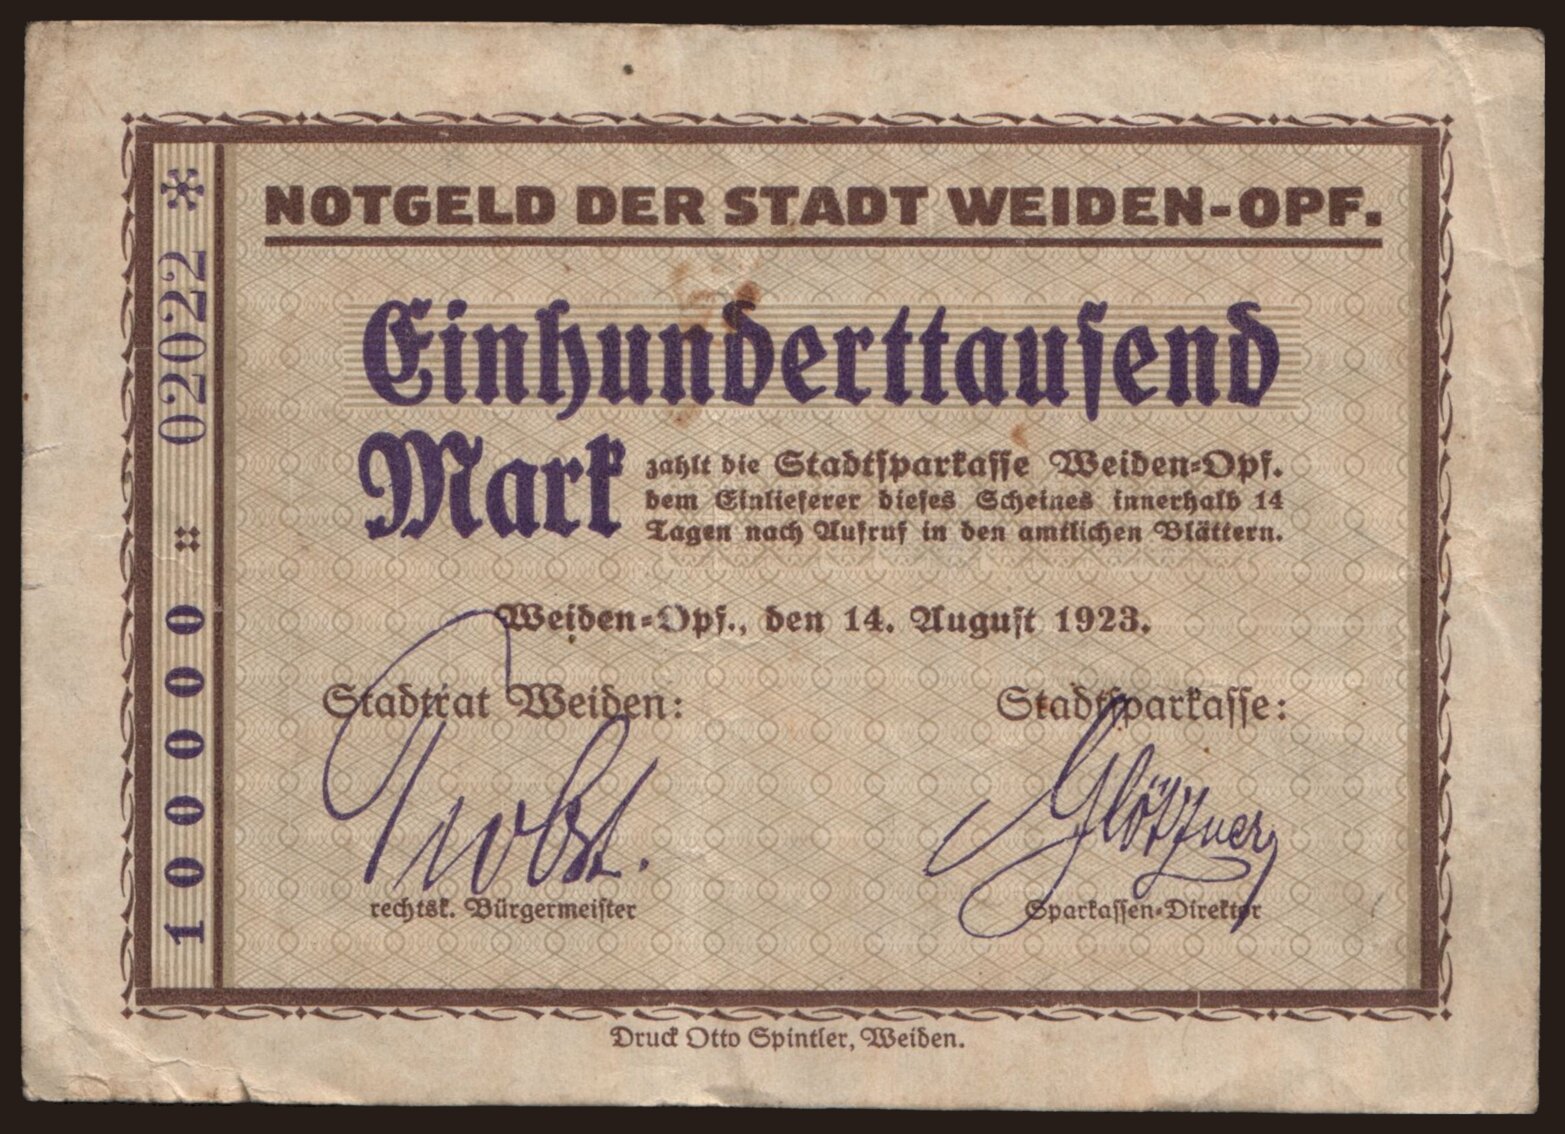 NOTGELD DER STADT WEIDEN-OPF.
Einhunderttausend
Mark
zahlt die Stadtsparkasse Weiden-Opf.
dem Einlieferer dieses Scheines innerhalb 14
Tagen nach Aufruf in den amtlichen Blättern.
Weiden-Opf., den 14. August 1923.
Stadtrat Weiden:
Stadtsparkasse:
Probst.
Glötzner
rechtsk. Bürgermeister
Sparkassen-Direktor
100000 :: 02022 *
Druck Otto Spintler, Weiden.